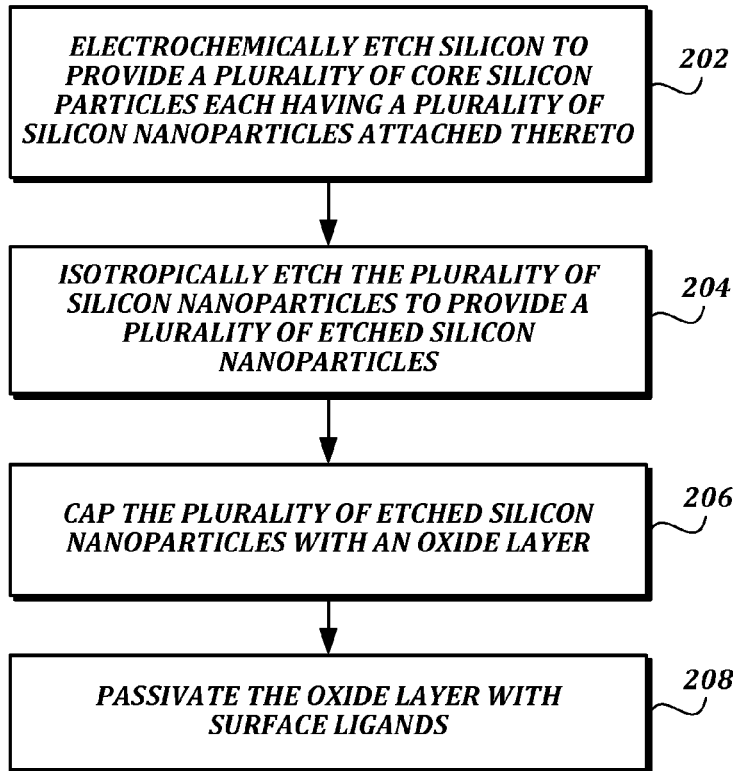 ELECTROCHEMICALLY ETCH SILICON TO
PROVIDE A PLURALITY OF CORE SILICON
PARTICLES EACH HAVING A PLURALITY OF
SILICON NANOPARTICLES ATTACHED THERETO
202
ISOTROPICALLY ETCH THE PLURALITY OF
SILICON NANOPARTICLES TO PROVIDE A
PLURALITY OF ETCHED SILICON
NANOPARTICLES
204
CAP THE PLURALITY OF ETCHED SILICON
NANOPARTICLES WITH AN OXIDE LAYER
206
PASSIVATE THE OXIDE LAYER WITH
SURFACE LIGANDS
208